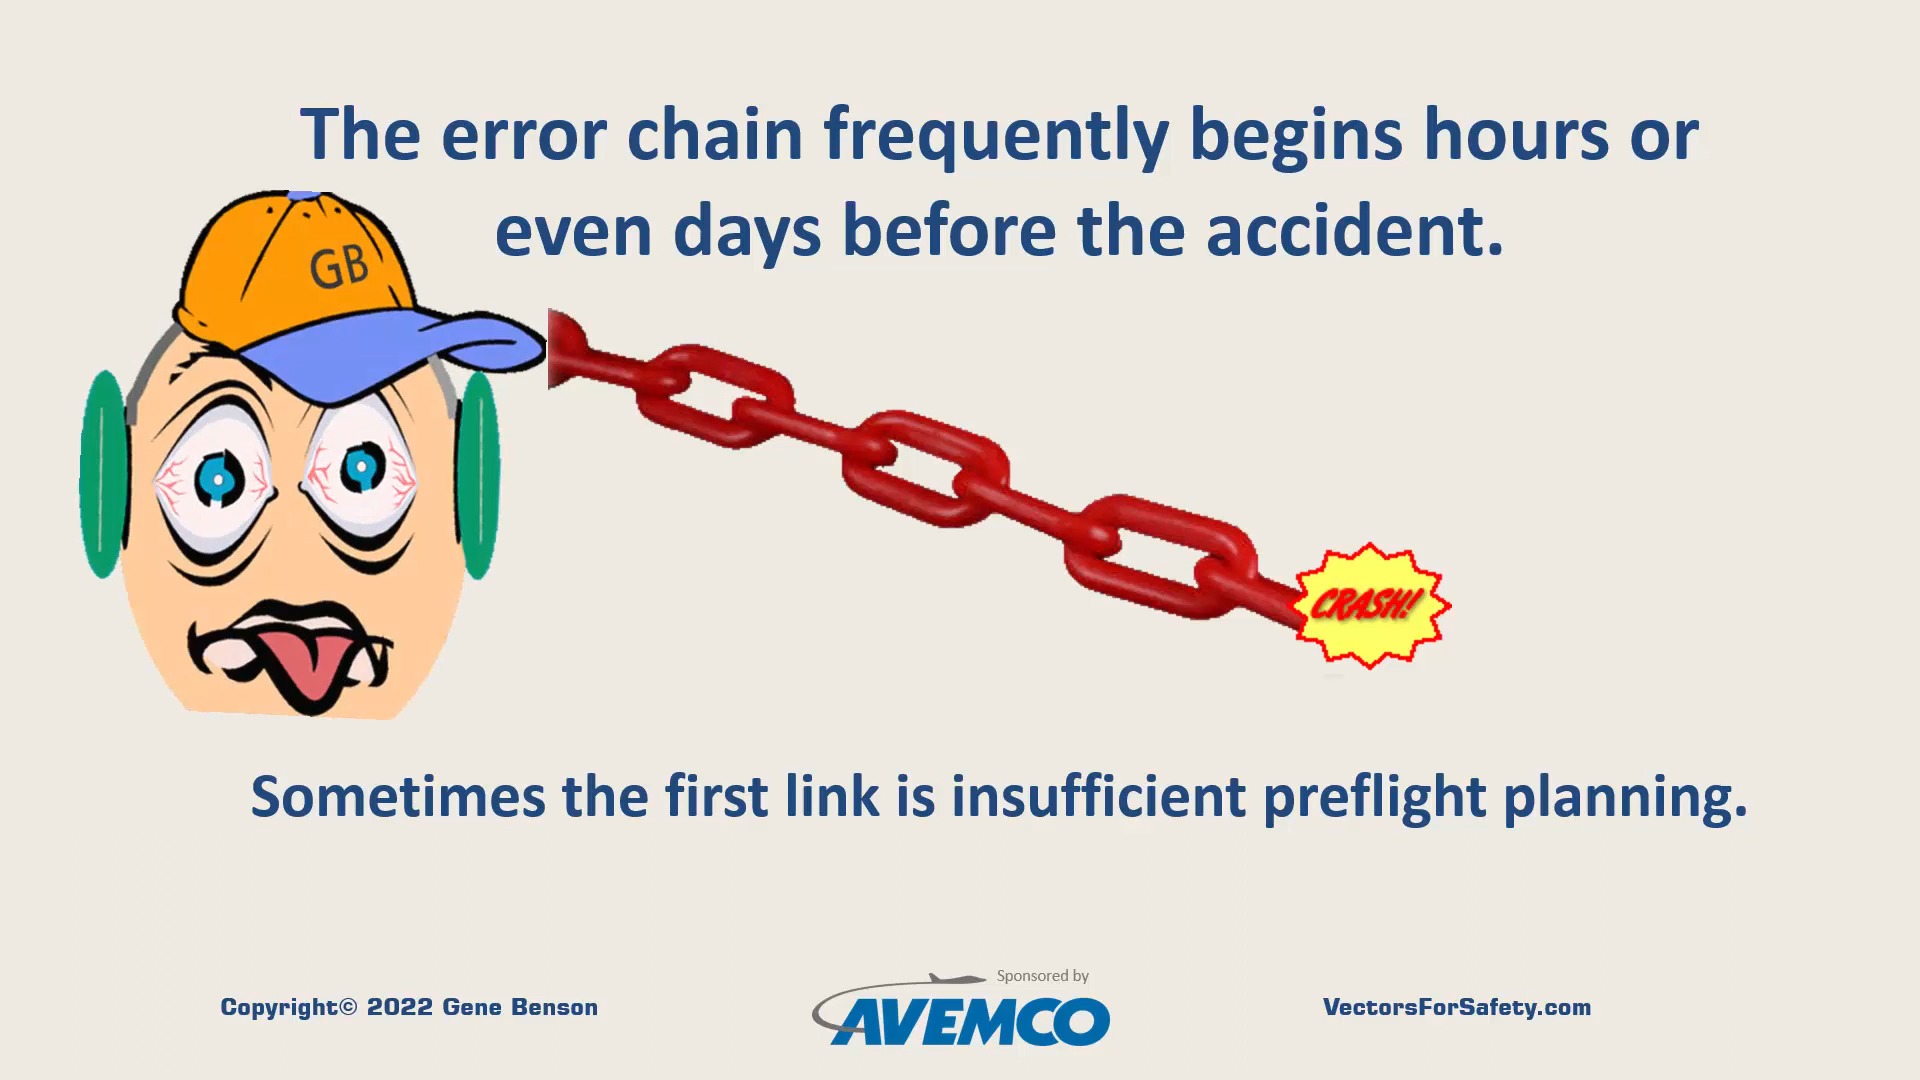 The error chain frequently begins hours or
even days before the accident.
GB
CRASH!
Sometimes the first link is insufficient preflight planning.
Sponsored by
AVEMCO
Copyright© 2022 Gene Benson
VectorsForSafety.com